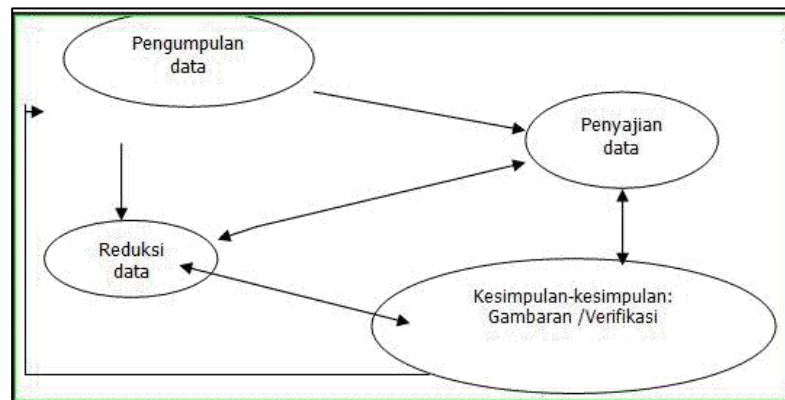 Pengumpulan
data
Penyajian
data
Reduksi
data
Kesimpulan-kesimpulan:
Gambaran /Verifikasi